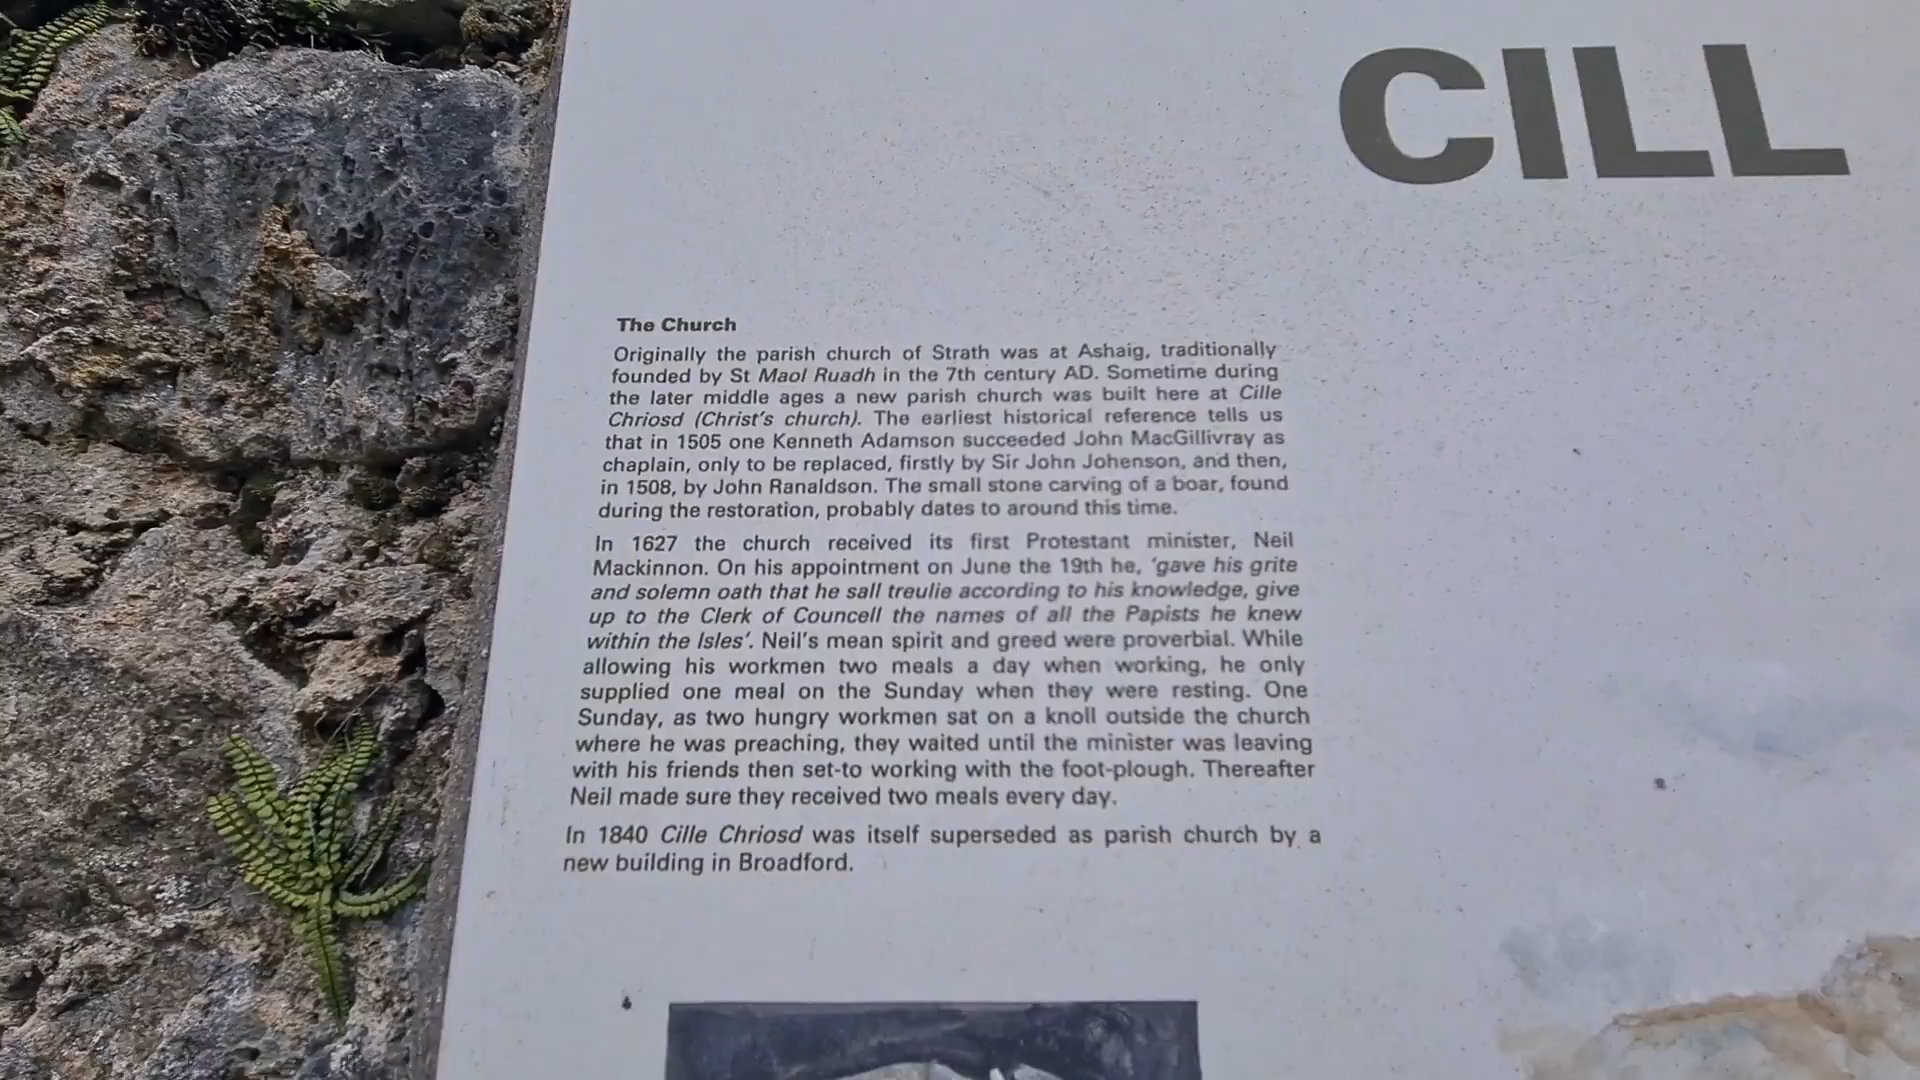 CILL
The Church
Originally the parish church of Strath was at Ashaig, traditionally
founded by St Maol Ruadh in the 7th century AD. Sometime during
the later middle ages a new parish church was built here at Cille
Chriosd (Christ's church). The earliest historical reference tells us
that in 1505 one Kenneth Adamson succeeded John MacGillivray as
chaplain, only to be replaced, firstly by Sir John Johenson, and then,
in 1508, by John Ranaldson. The small stone carving of a boar, found
during the restoration, probably dates to around this time.
In 1627 the church received its first Protestant minister, Neil
Mackinnon. On his appointment on June the 19th he, 'gave his grite
and solemn oath that he sall treulie according to his knowledge, give
up to the Clerk of Councell the names of all the Papists he knew
within the Isles'. Neil's mean spirit and greed were proverbial. While
allowing his workmen two meals a day when working, he only
supplied one meal on the Sunday when they were resting. One
Sunday, as two hungry workmen sat on a knoll outside the church
where he was preaching, they waited until the minister was leaving
with his friends then set-to working with the foot-plough. Thereafter
Neil made sure they received two meals every day.
In 1840 Cille Chriosd was itself superseded as parish church by a
new building in Broadford.